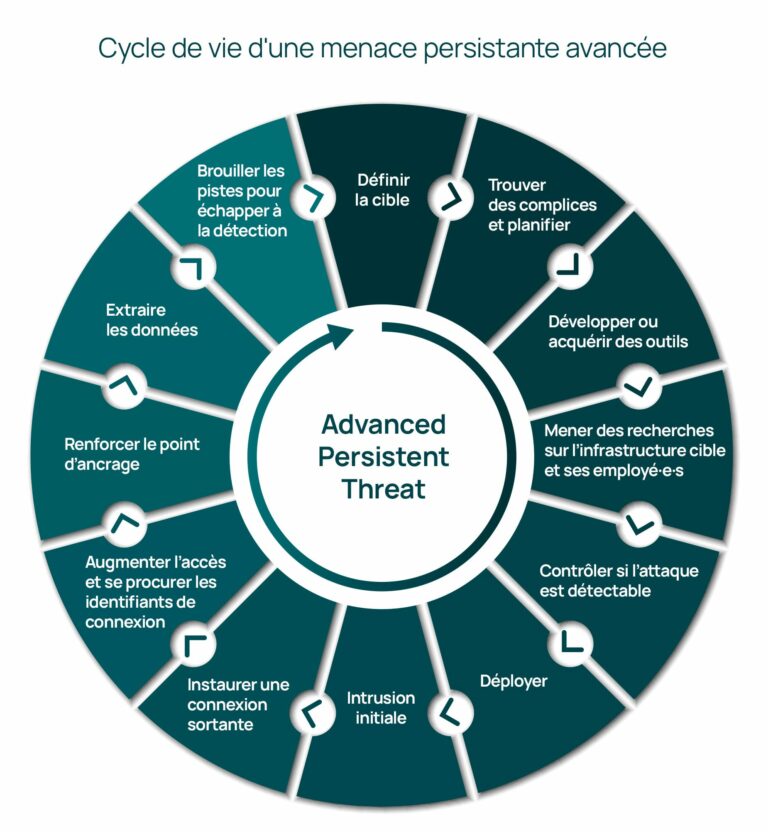 Cycle de vie d'une menace persistante avancée
Définir
la cible
Trouver
des complices
et planifier
Développer ou
acquérir des outils
Mener des recherches
sur l'infrastructure cible
et ses employé·e·s
Contrôler si l'attaque
est détectable
Déployer
Intrusion
initiale
Instaurer une
connexion
sortante
Augmenter l'accès
et se procurer les
identifiants de
connexion
Renforcer le point
d'ancrage
Extraire
les données
Brouiller les
pistes pour
échapper à
la détection
Advanced
Persistent
Threat